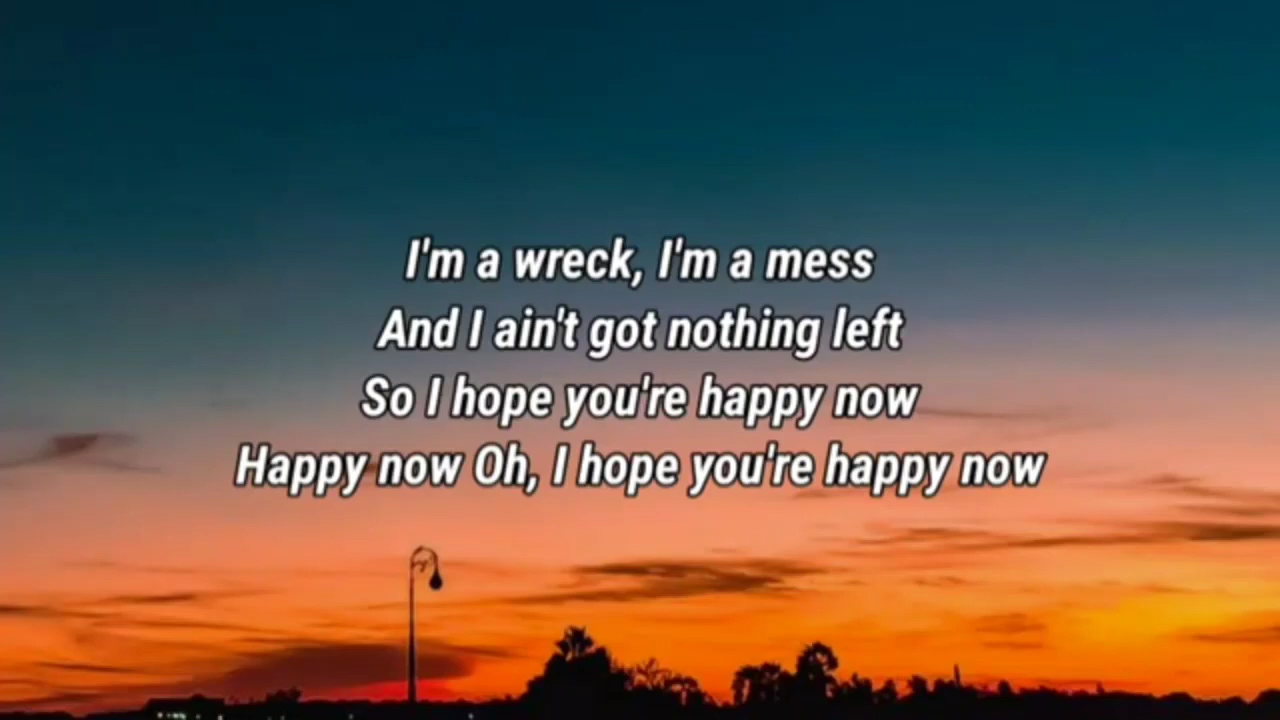 I'm a wreck, I'm a mess
And I ain't got nothing left
So I hope you're happy now
Happy now Oh, I hope you're happy now